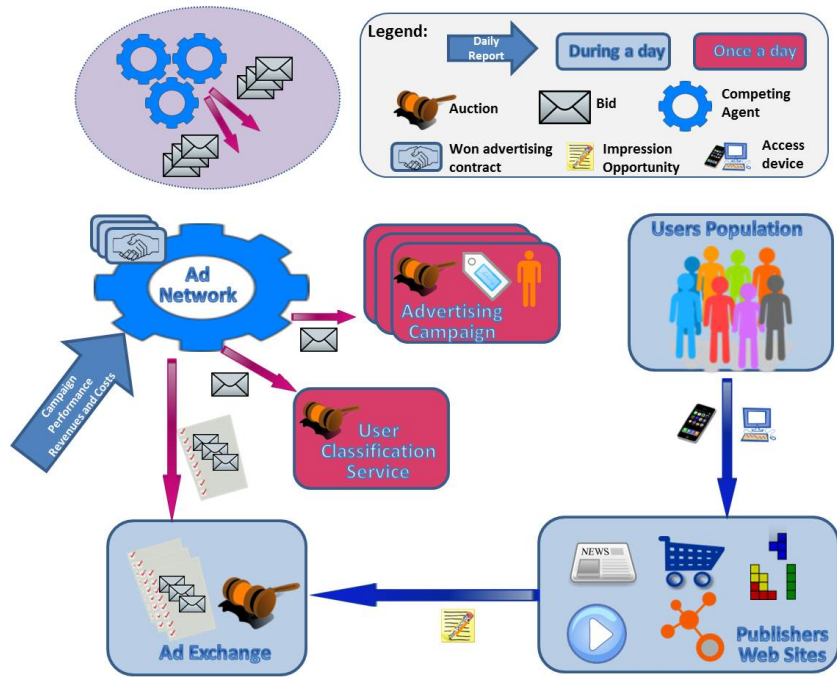 Legend:
Daily
Report
During a day
Once a day
Auction
Bid
Competing
Agent
Won advertising
contract
Impression
Opportunity
Access
device
Ad
Network
Advertising
Campaign
Users Population
Campaign
Performance
Revenues and Costs
User
Classification
Service
NEWS
Publishers
Web Sites
Ad Exchange